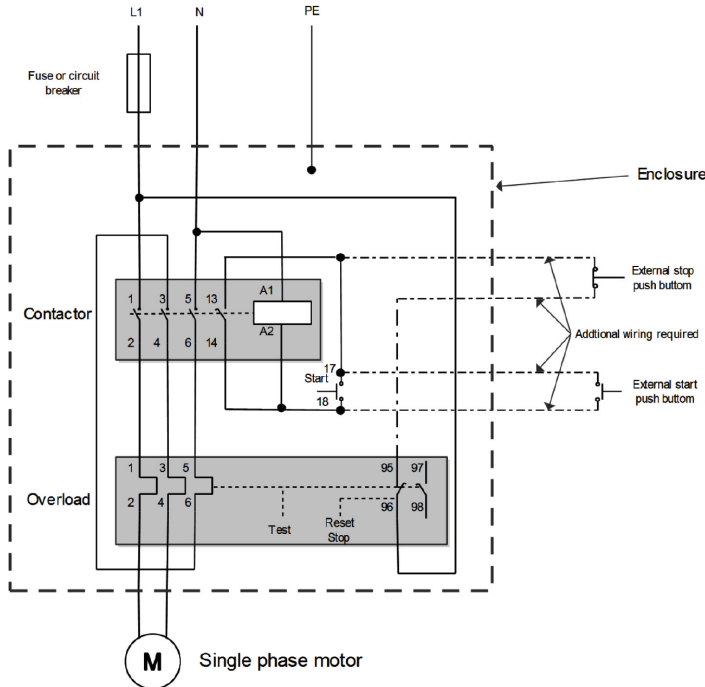 L1 N PE
Fuse or circuit
breaker
Enclosure
External stop
push buttom
A1
1 3 5 13
Contactor
A2
2 4 6 14
Addtional wiring required
17
Start
18
External start
push buttom
1 3 5 95 97
Overload
2 4 6 96 98
Test
Reset
Stop
M
Single phase motor